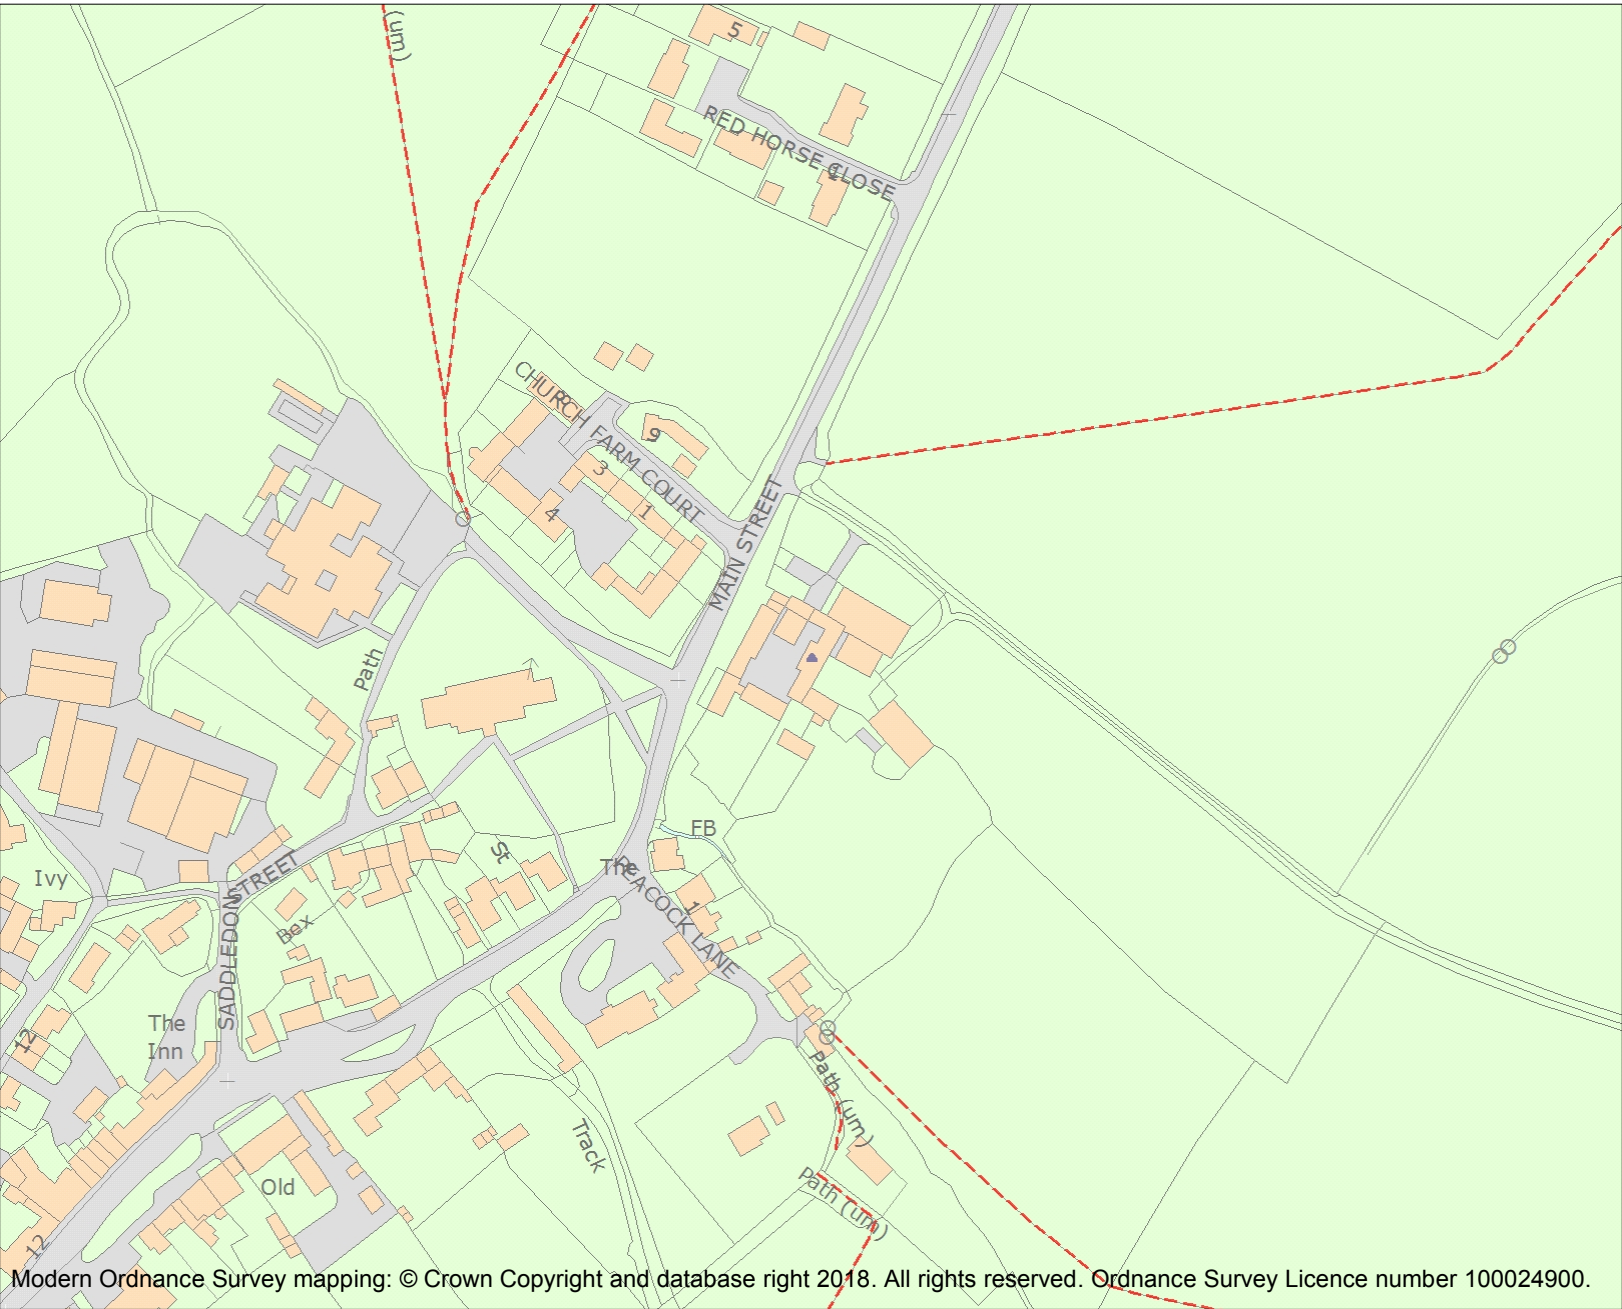 (um)
5
RED HORSE CLOSE
CHURCH FARM COURT
9
3
1
4
MAIN STREET
Path
FB
St
The
PEACOCK LANE
1
Ivy
SADDLEDON STREET
Bex
The
Inn
12
Path (um)
Track
Path (um)
Old
12
Modern Ordnance Survey mapping: © Crown Copyright and database right 2018. All rights reserved. Ordnance Survey Licence number 100024900.